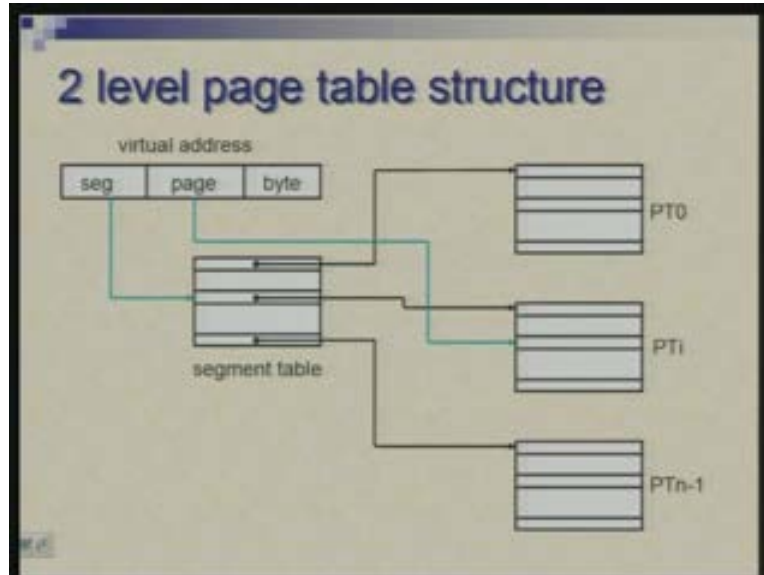 2 level page table structure
virtual address
seg page byte
PT0
PTi
segment table
PTn-1